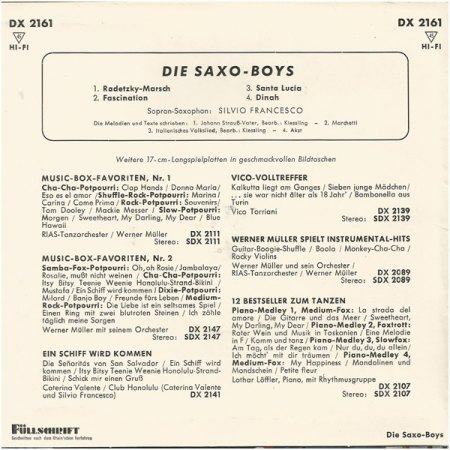 DX 2161
DX 2161
HI-FI
HI-FI
DIE SAXO-BOYS
1. Radetzky-Marsch
2. Fascination
3. Santa Lucia
4. Dinah
Sopran-Saxophon: SILVIO FRANCESCO
Die Melodien und Texte schrieben: 1. Johann Strauß-Vater, Bearb.: Kiessling - 2. Marchetti
3. Italienisches Volkslied, Bearb.: Kiessling - 4. Akst
Weitere 17-cm-Langspielplatten in geschmackvollen Bildtaschen
MUSIC-BOX-FAVORITEN, Nr. 1
Cha-Cha-Potpourri: Clap Hands / Donna Maria/
Eso es el amor /Shuffle-Rock-Potpourri: Marina/
Carina / Come Prima / Rock-Potpourri: Souvenirs/
Tom Dooley / Mackie Messer / Slow-Potpourri:
Morgen / Sweetheart, My Darling, My Dear / Blue
Hawaii
RIAS-Tanzorchester / Werner Müller DX 2111
Stereo: SDX 2111
MUSIC-BOX-FAVORITEN, Nr. 2
Samba-Fox-Potpourri: Oh, oh Rosie/ Jambalaya/
Rosalie, mußt nicht weinen / Cha-Cha-Potpourri:
Itsy Bitsy Teenie Weenie Honolulu-Strand-Bikini
/ Mustafa / Ein Schiff wird kommen / Dixie-Potpourri:
Milord / Banjo Boy / Freunde fürs Leben / Medium-
Rock-Potpourri: Die Liebe ist ein seltsames Spiel /
Einen Ring mit zwei blutroten Steinen / Ich zähle
täglich meine Sorgen
Werner Müller mit seinem Orchester DX 2147
Stereo: SDX 2147
EIN SCHIFF WIRD KOMMEN
Die Señoritás von San Salvador / Ein Schiff wird
kommen / Itsy Bitsy Teenie Weenie Honolulu-Strand-
Bikini / Schick mir einen Gruß
Caterina Valente / Club Honolulu (Caterina Valente
und Silvio Francesco) DX 2141
VICO-VOLLTREFFER
Kalkutta liegt am Ganges / Sieben junge Mädchen/
... sie war nicht älter als 18 Jahr' / Bambonella aus
Turin
Vico Torriani DX 2139
Stereo: SDX 2139
WERNER MÜLLER SPIELT INSTRUMENTAL-HITS
Guitar-Boogie-Shuffle / Boola / Monkey-Cha-Cha /
Rocky Violins
Werner Müller und sein Orchester /
RIAS-Tanzorchester / Werner Müller DX 2089
Stereo: SDX 2089
12 BESTSELLER ZUM TANZEN
Piano-Medley 1, Medium-Fox: La strada del
amore / Die Gitarre und das Meer / Sweetheart,
My Darling, My Dear / Piano-Medley 2, Foxtrott:
Roter Wein und Musik in Toskanien / Eine Melodie
in F / Komm und tanz / Piano-Medley 3, Slowfox:
Am Tag, als der Regen kam / Nur du, du, du allein/
Ich möcht' mit dir träumen / Piano-Medley 4,
Medium-Fox: My Happiness / Mandolinen und
Mondschein / Petite fleur
Lothar Löffler, Piano, mit Rhythmusgruppe
DX 2107
Stereo: SDX 2107
FÜLLSCHRIFT
Geschnitten nach dem Rhein'schen Verfahren
Die Saxo-Boys